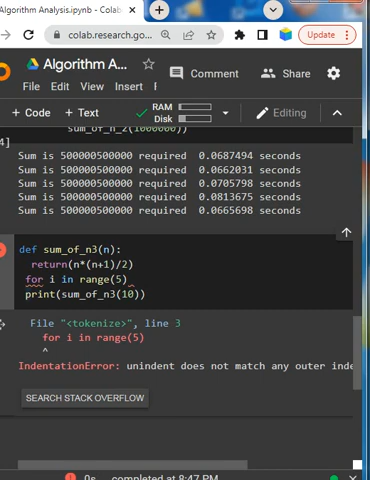 Algorithm Analysis.ipynb - Colab
colab.research.go...
Update
Algorithm A...
Comment
Share
File Edit View Insert
+ Code + Text
RAM
Disk
Editing
sum_of_n_2(1000000))
4]
Sum is 500000500000 required 0.0687494 seconds
Sum is 500000500000 required 0.0662031 seconds
Sum is 500000500000 required 0.0705798 seconds
Sum is 500000500000 required 0.0813675 seconds
Sum is 500000500000 required 0.0665698 seconds
def sum_of_n3(n):
return(n*(n+1)/2)
for i in range(5)
print(sum_of_n3(10))
File "<tokenize>", line 3
for i in range(5)
^
IndentationError: unindent does not match any outer inde
SEARCH STACK OVERFLOW
0s completed at 8:47 PM